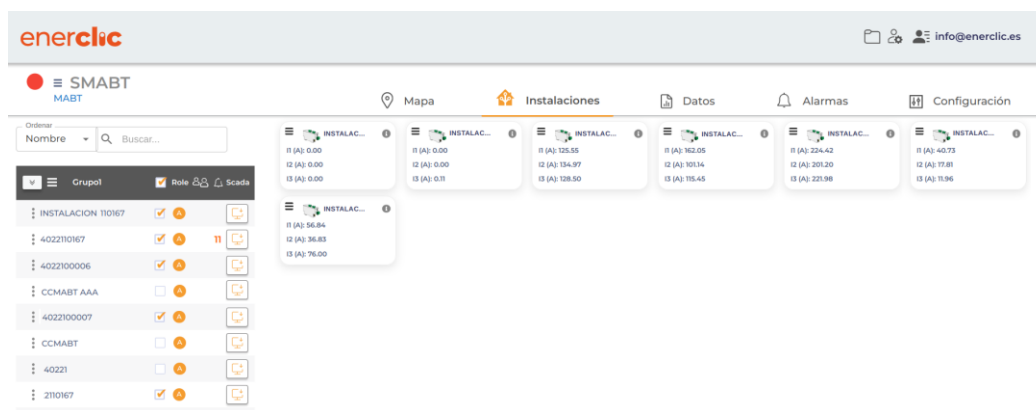 enerclic
info@enerclic.es
SMABT
MABT
Mapa
Instalaciones
Datos
Alarmas
Configuración
Ordenar
Nombre
Buscar...
Grupo1 Role Scada
INSTALACION 110167 A
4022110167 A 11
4022100006 A
CCMABT AAA A
4022100007 A
CCMABT A
40221 A
2110167 A
INSTALAC...
I1 (A): 0.00
I2 (A): 0.00
I3 (A): 0.00
INSTALAC...
I1 (A): 0.00
I2 (A): 0.00
I3 (A): 0.11
INSTALAC...
I1 (A): 125.55
I2 (A): 134.97
I3 (A): 128.50
INSTALAC...
I1 (A): 162.05
I2 (A): 101.14
I3 (A): 115.45
INSTALAC...
I1 (A): 224.42
I2 (A): 201.20
I3 (A): 221.98
INSTALAC...
I1 (A): 40.73
I2 (A): 17.81
I3 (A): 11.96
INSTALAC...
I1 (A): 56.84
I2 (A): 36.83
I3 (A): 76.00